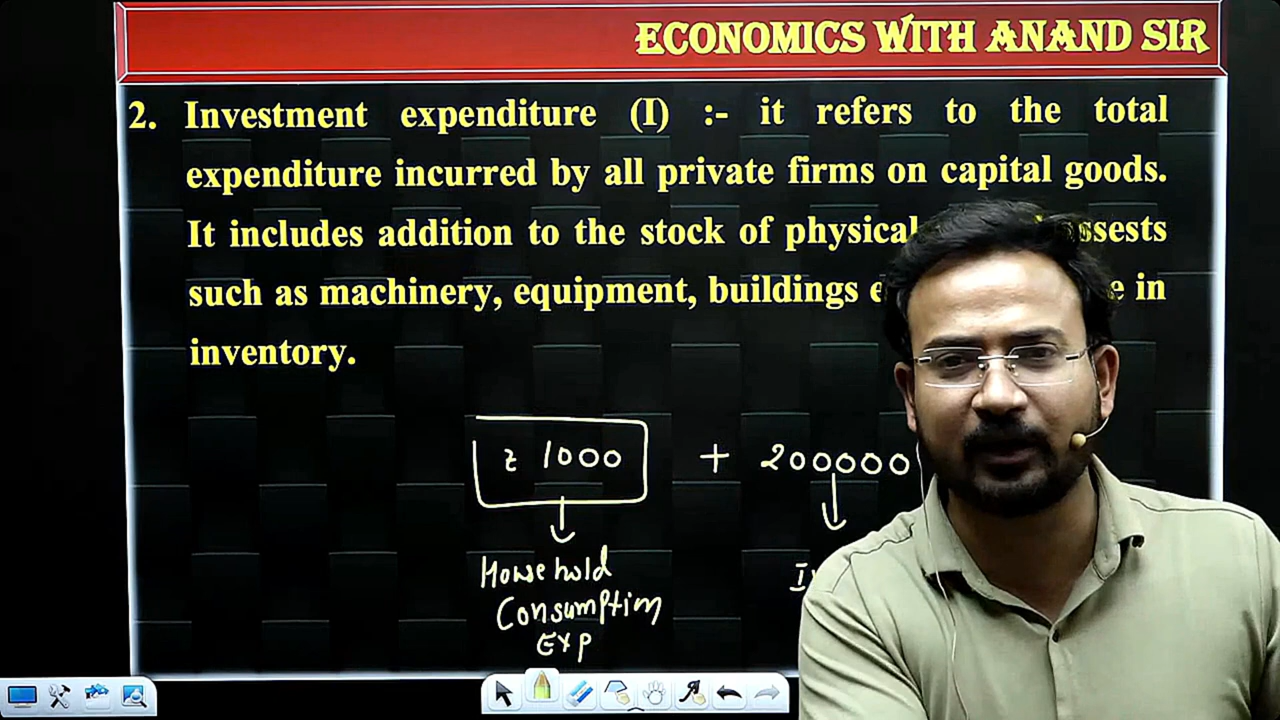 ECONOMICS WITH ANAND SIR
2. Investment expenditure (I) :- it refers to the total
expenditure incurred by all private firms on capital goods.
It includes addition to the stock of physical
such as machinery, equipment, buildings in
inventory.
1000 + 200000
Household
Consumption
Exp